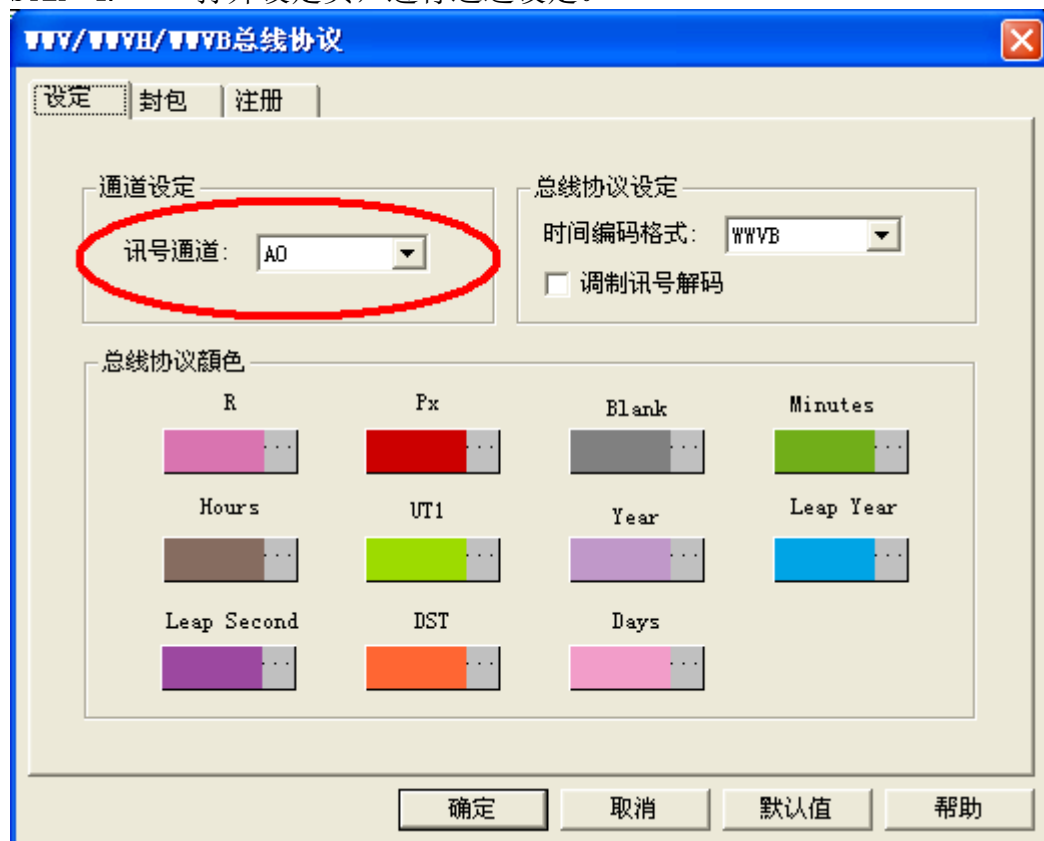 WWV/WWVH/WWVB总线协议
设定 封包 注册
通道设定
讯号通道: A0
总线协议设定
时间编码格式: WWVB
调制讯号解码
总线协议顏色
R Px Blank Minutes
... ... ... ...
Hours UT1 Year Leap Year
... ... ... ...
Leap Second DST Days
... ... ...
确定 取消 默认值 帮助